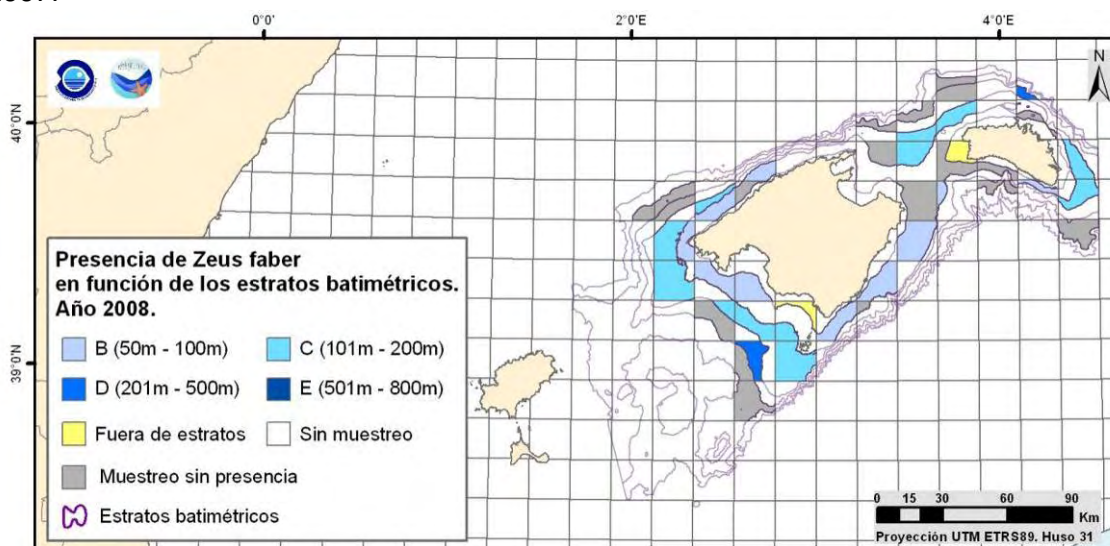 0°0'
2°0'E
4°0'E
N
40°0'N
39°0'N
Presencia de Zeus faber
en función de los estratos batimétricos.
Año 2008.
B (50m - 100m)
C (101m - 200m)
D (201m - 500m)
E (501m - 800m)
Fuera de estratos
Sin muestreo
Muestreo sin presencia
Estratos batimétricos
0 15 30 60 90
Km
Proyección UTM ETRS89. Huso 31